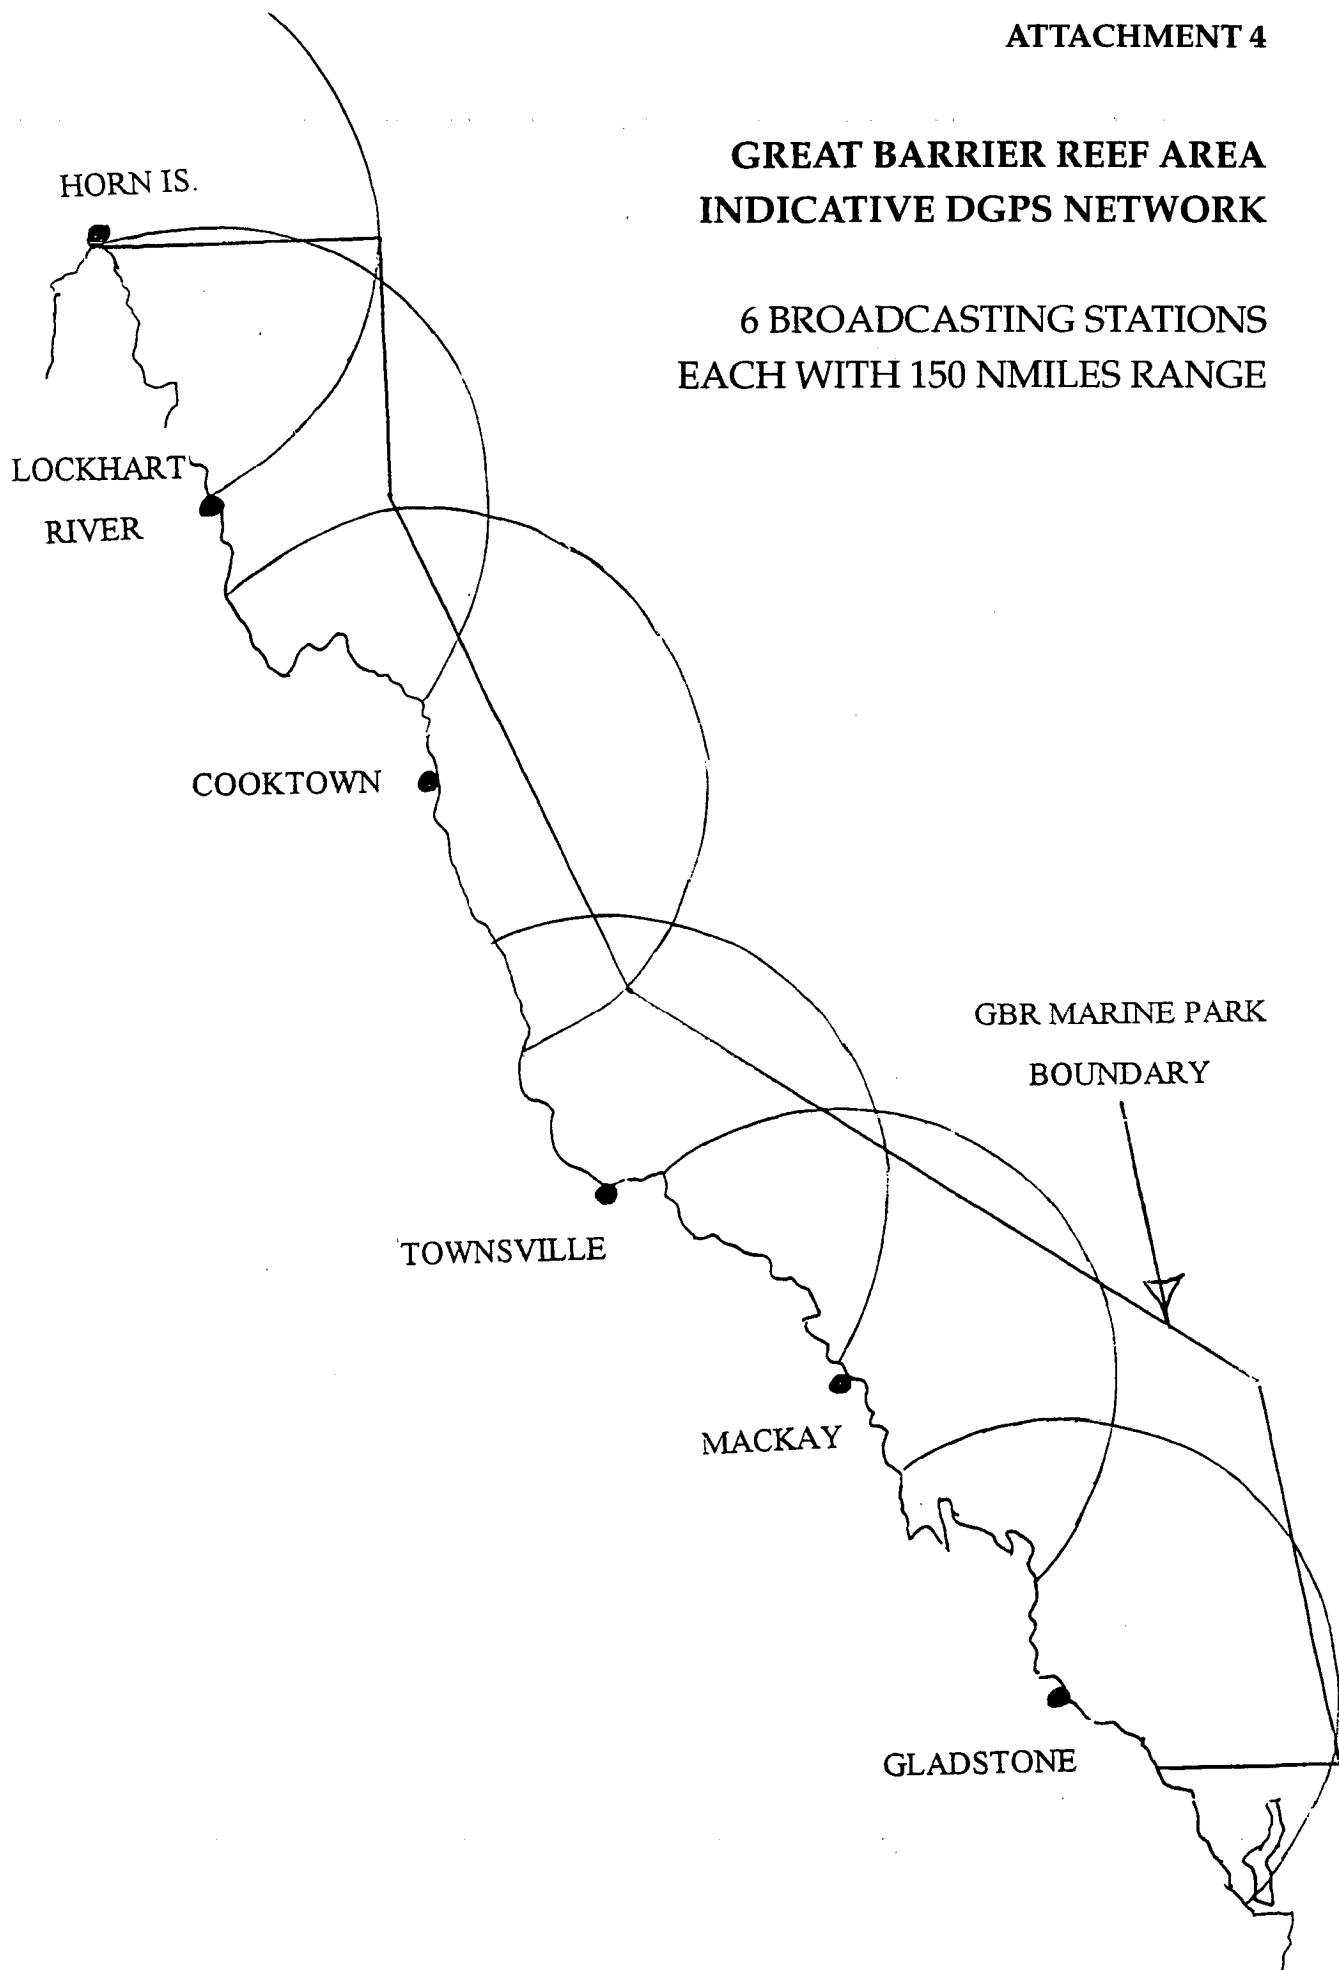 ATTACHMENT 4
GREAT BARRIER REEF AREA
INDICATIVE DGPS NETWORK
6 BROADCASTING STATIONS
EACH WITH 150 NMILES RANGE
HORN IS.
LOCKHART
RIVER
COOKTOWN
GBR MARINE PARK
BOUNDARY
TOWNSVILLE
MACKAY
GLADSTONE